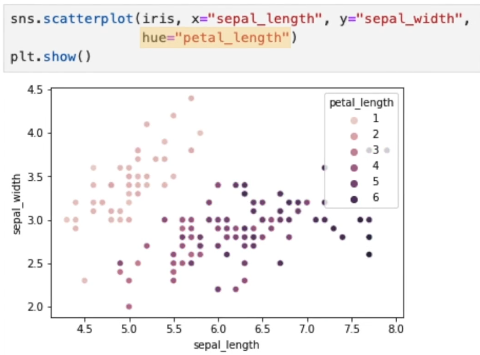 sns.scatterplot(iris, x="sepal_length", y="sepal_width",
hue="petal_length")
plt.show()
petal_length
1
2
3
4
5
6
4.5
4.0
3.5
3.0
2.5
2.0
sepal_width
4.5 5.0 5.5 6.0 6.5 7.0 7.5 8.0
sepal_length